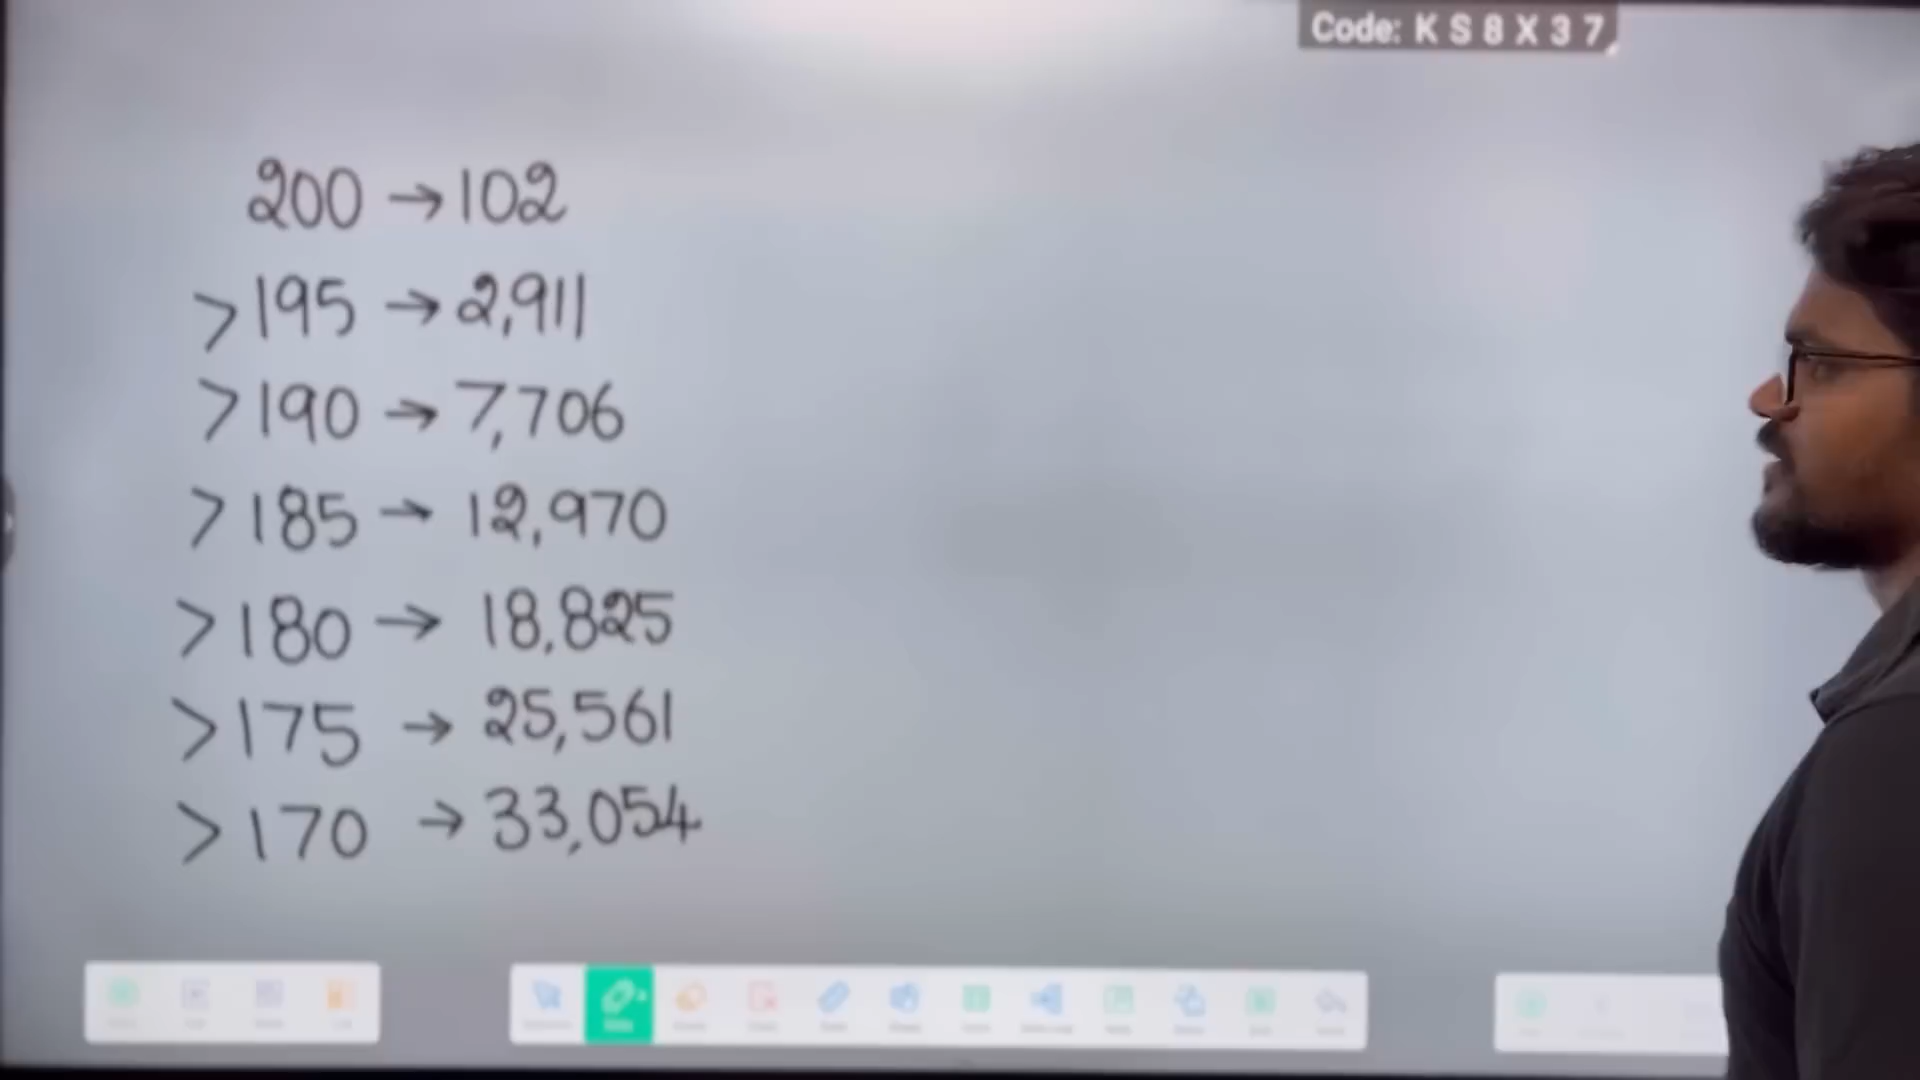 Code: K S 8 X 3 7
200 → 102
> 195 → 2,911
> 190 → 7,706
> 185 → 12,970
> 180 → 18,825
> 175 → 25,561
> 170 → 33,054